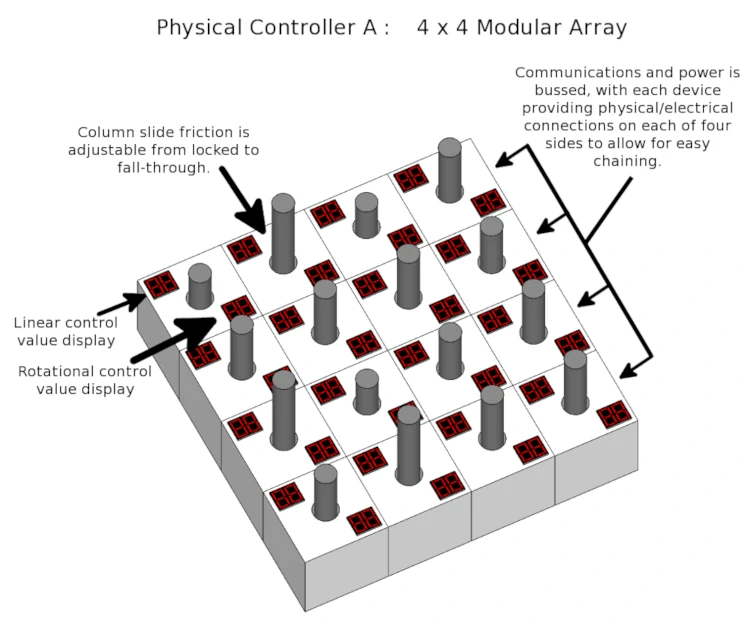 Physical Controller A :    4 x 4 Modular Array
Communications and power is
bussed, with each device
providing physical/electrical
connections on each of four
sides to allow for easy
chaining.
Column slide friction is
adjustable from locked to
fall-through.
Linear control
value display
Rotational control
value display